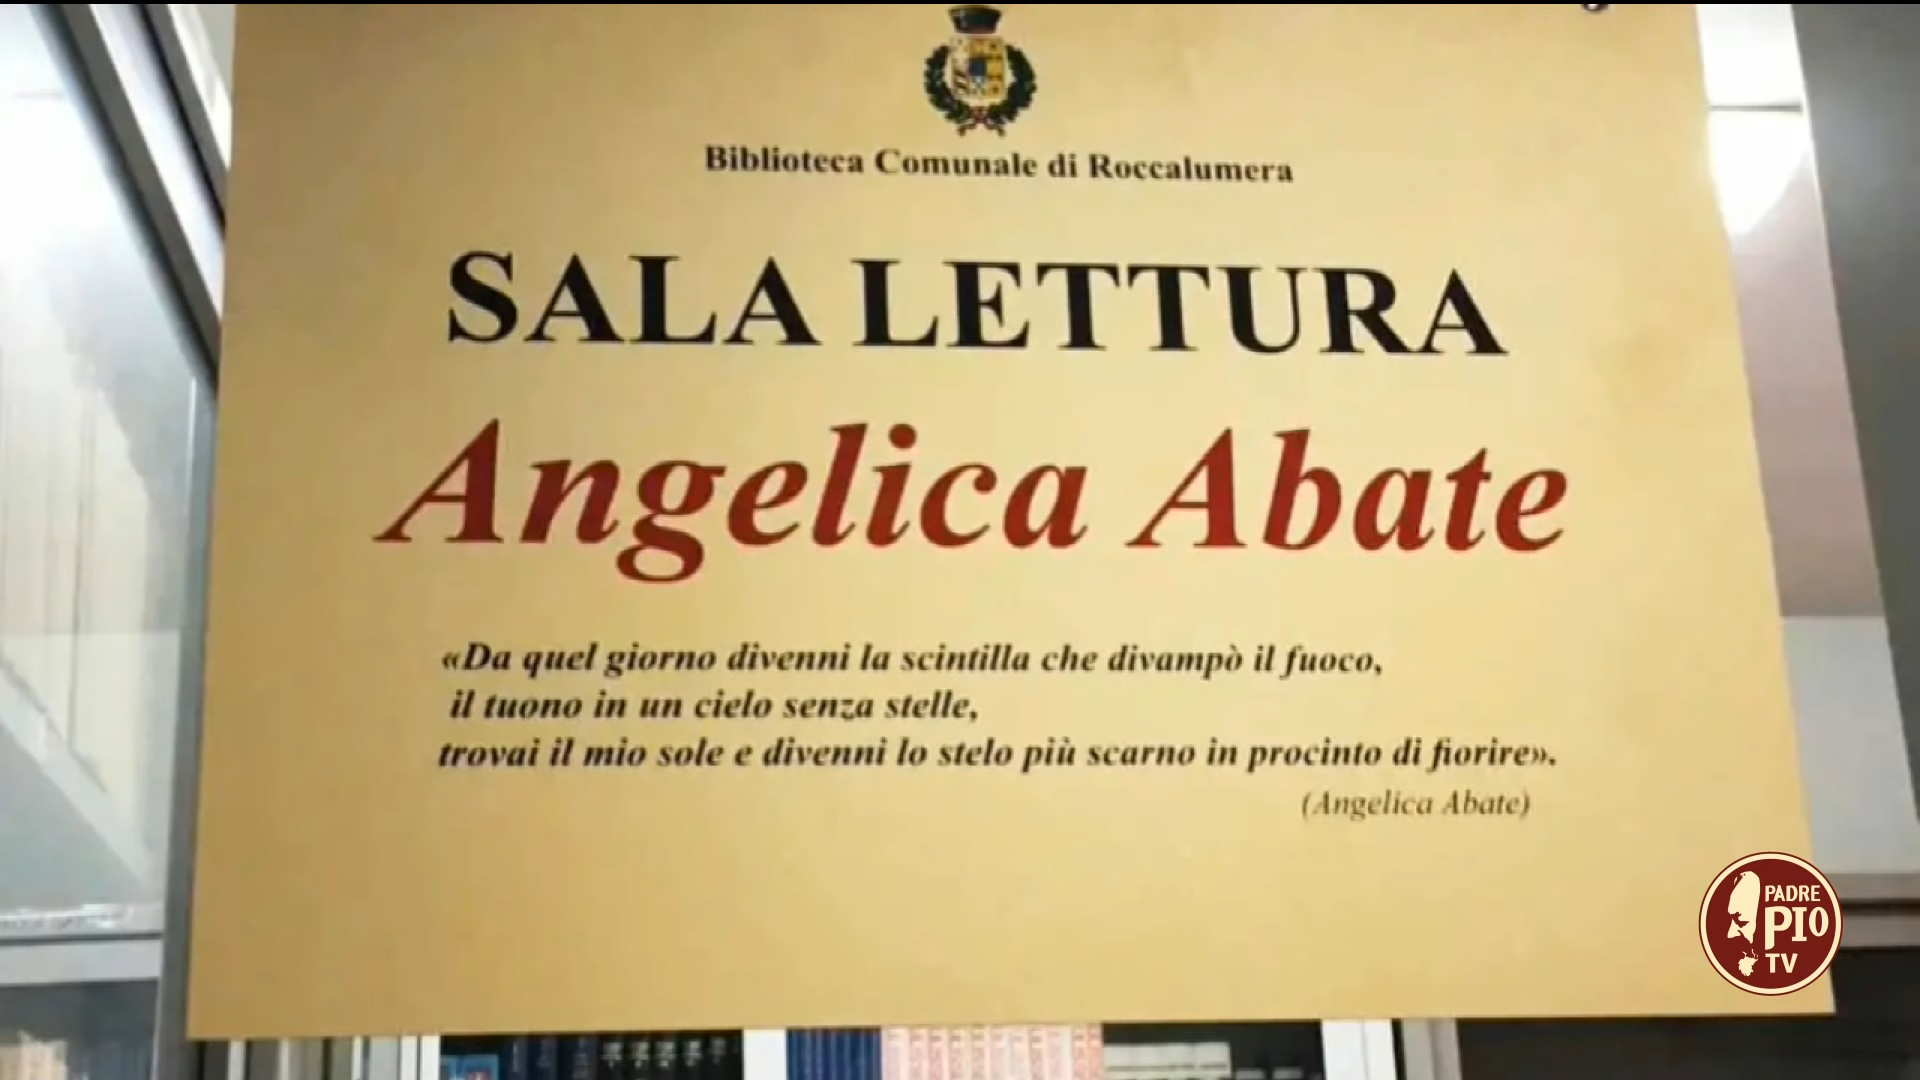 Biblioteca Comunale di Roccalumera
SALA LETTURA
Angelica Abate
«Da quel giorno divenni la scintilla che divampò il fuoco,
il tuono in un cielo senza stelle,
trovai il mio sole e divenni lo stelo più scarno in procinto di fiorire».
(Angelica Abate)
PADRE
PIO
TV